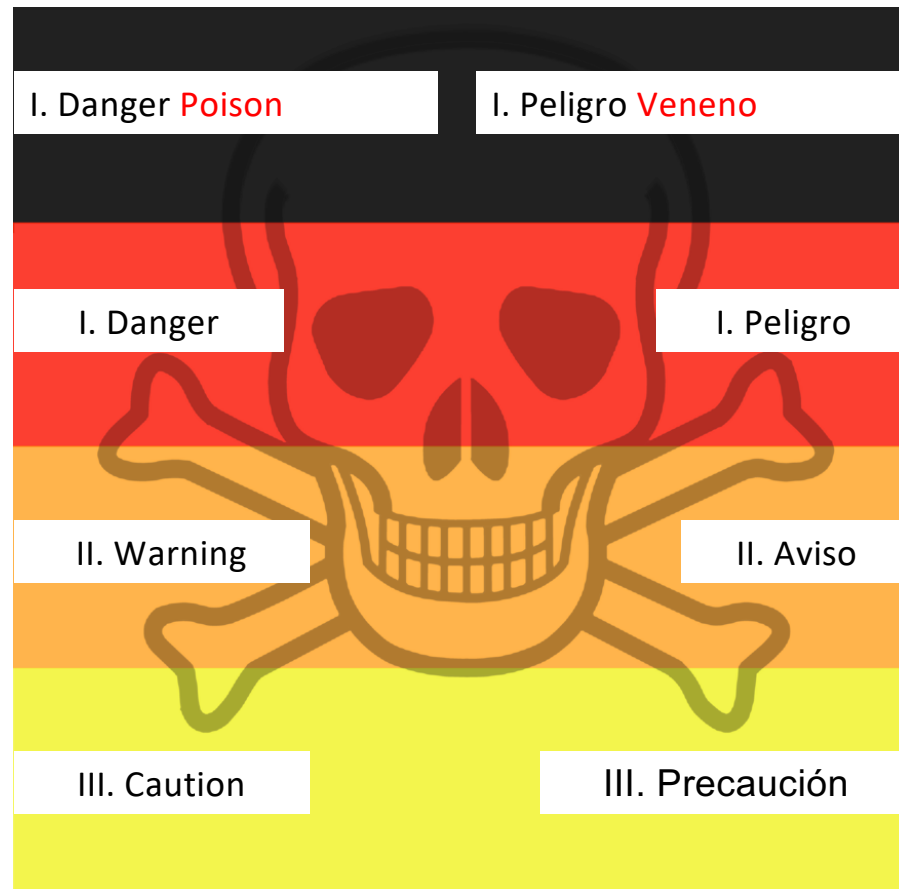 I. Danger Poison
I. Peligro Veneno
I. Danger
I. Peligro
II. Warning
II. Aviso
III. Caution
III. Precaución